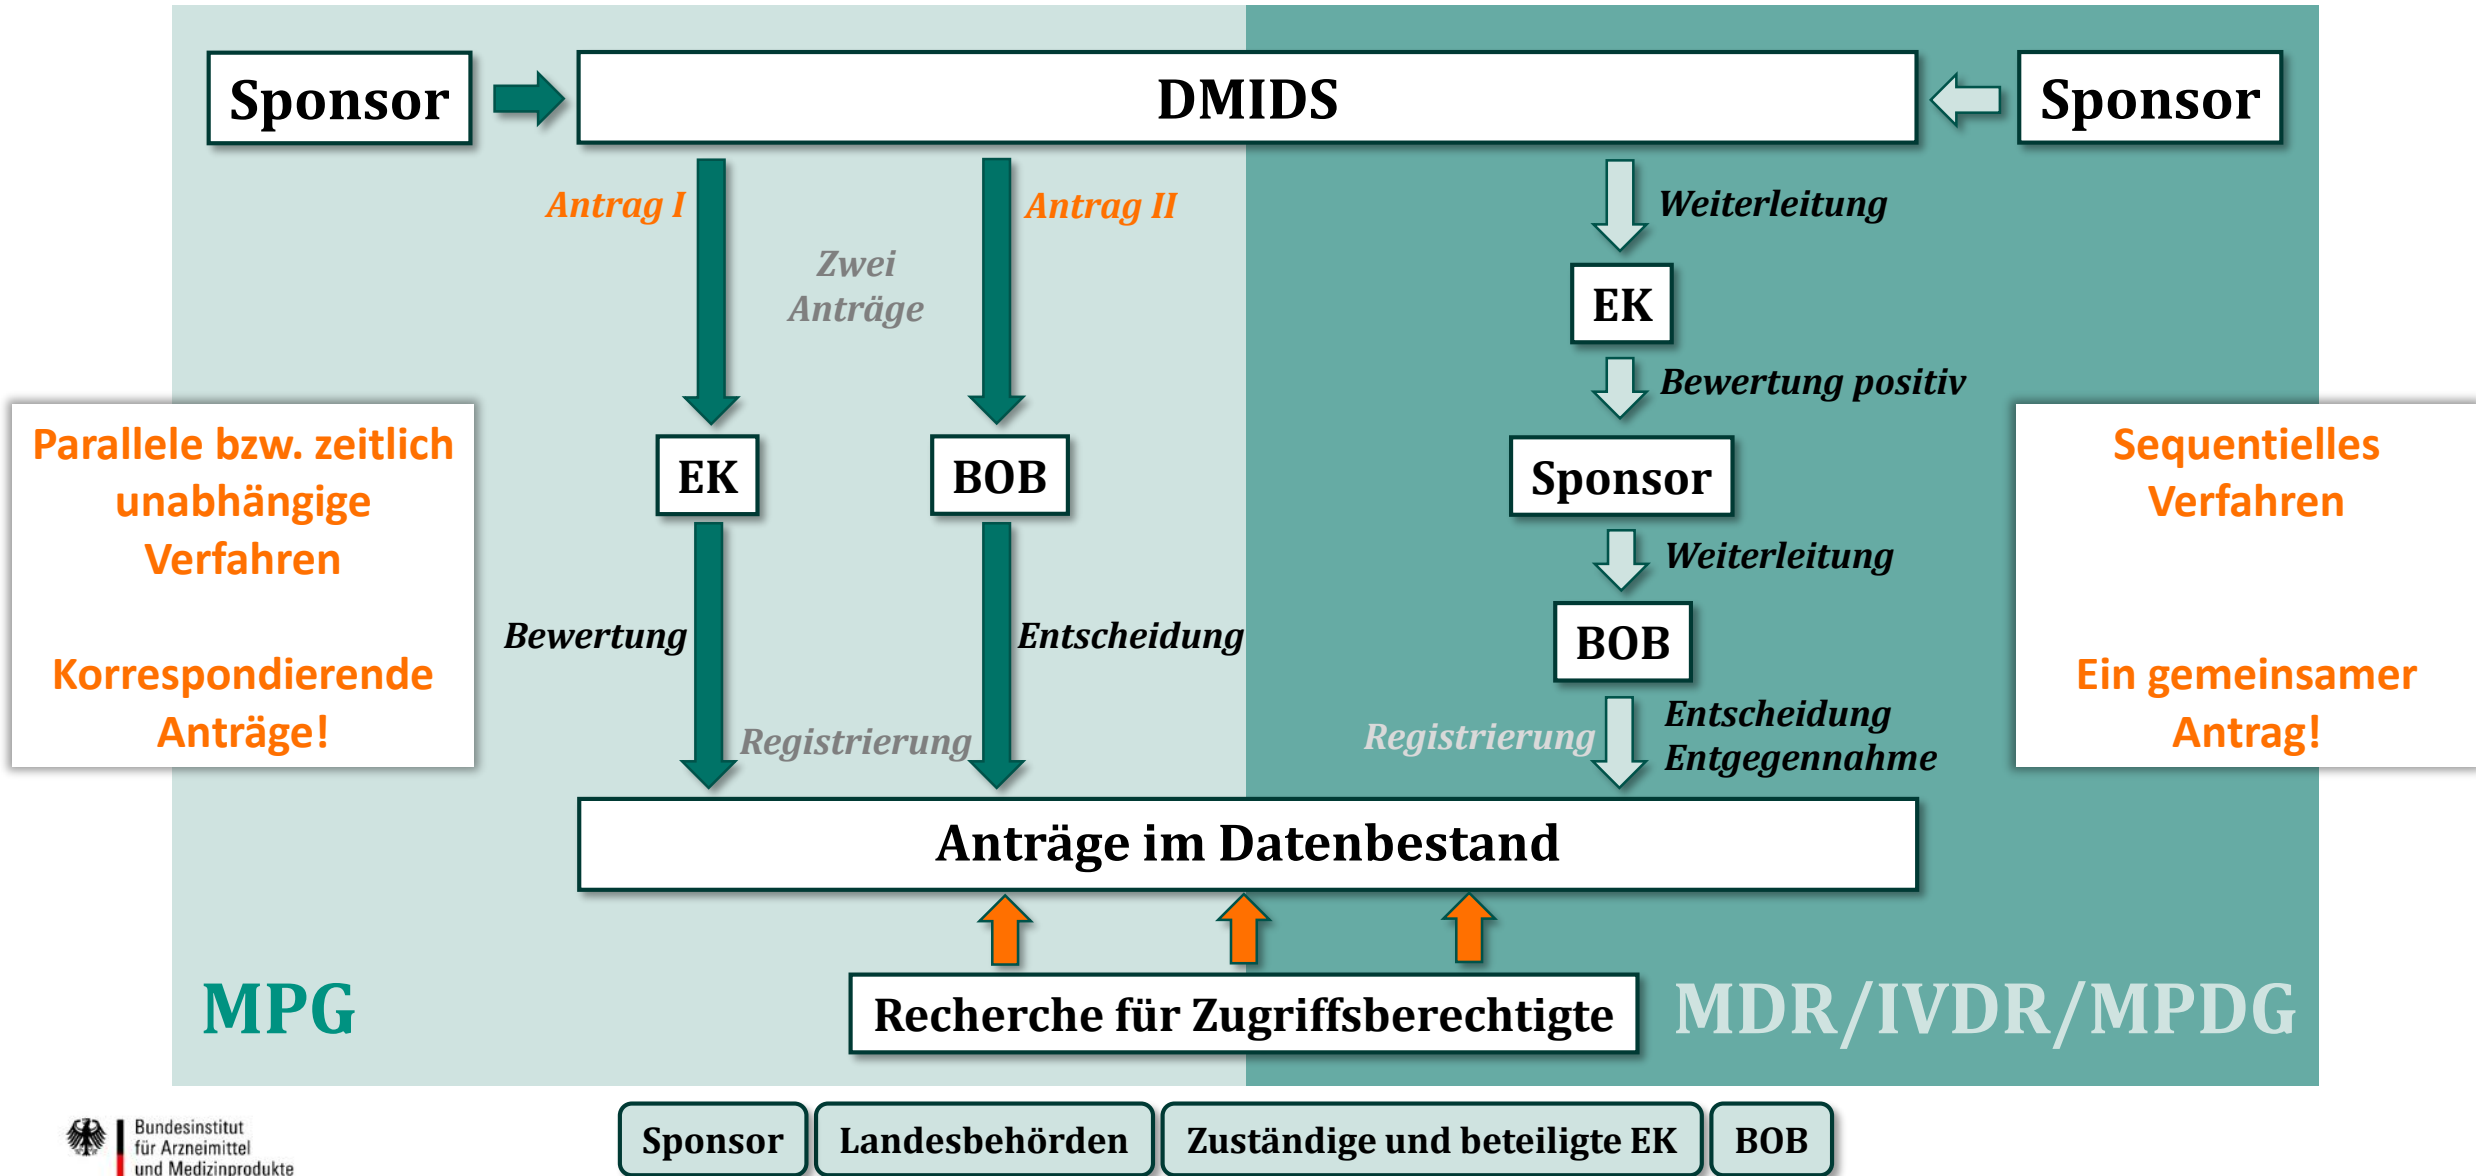 Sponsor
DMIDS
Sponsor
Antrag I
Antrag II
Zwei
Anträge
Weiterleitung
EK
Bewertung positiv
Parallele bzw. zeitlich
unabhängige
Verfahren
Korrespondierende
Anträge!
EK
BOB
Sponsor
Sequentielles
Verfahren
Ein gemeinsamer
Antrag!
Weiterleitung
Bewertung
Entscheidung
BOB
Registrierung
Registrierung
Entscheidung
Entgegennahme
Anträge im Datenbestand
MPG
Recherche für Zugriffsberechtigte
MDR/IVDR/MPDG
Bundesinstitut
für Arzneimittel
und Medizinprodukte
Sponsor
Landesbehörden
Zuständige und beteiligte EK
BOB